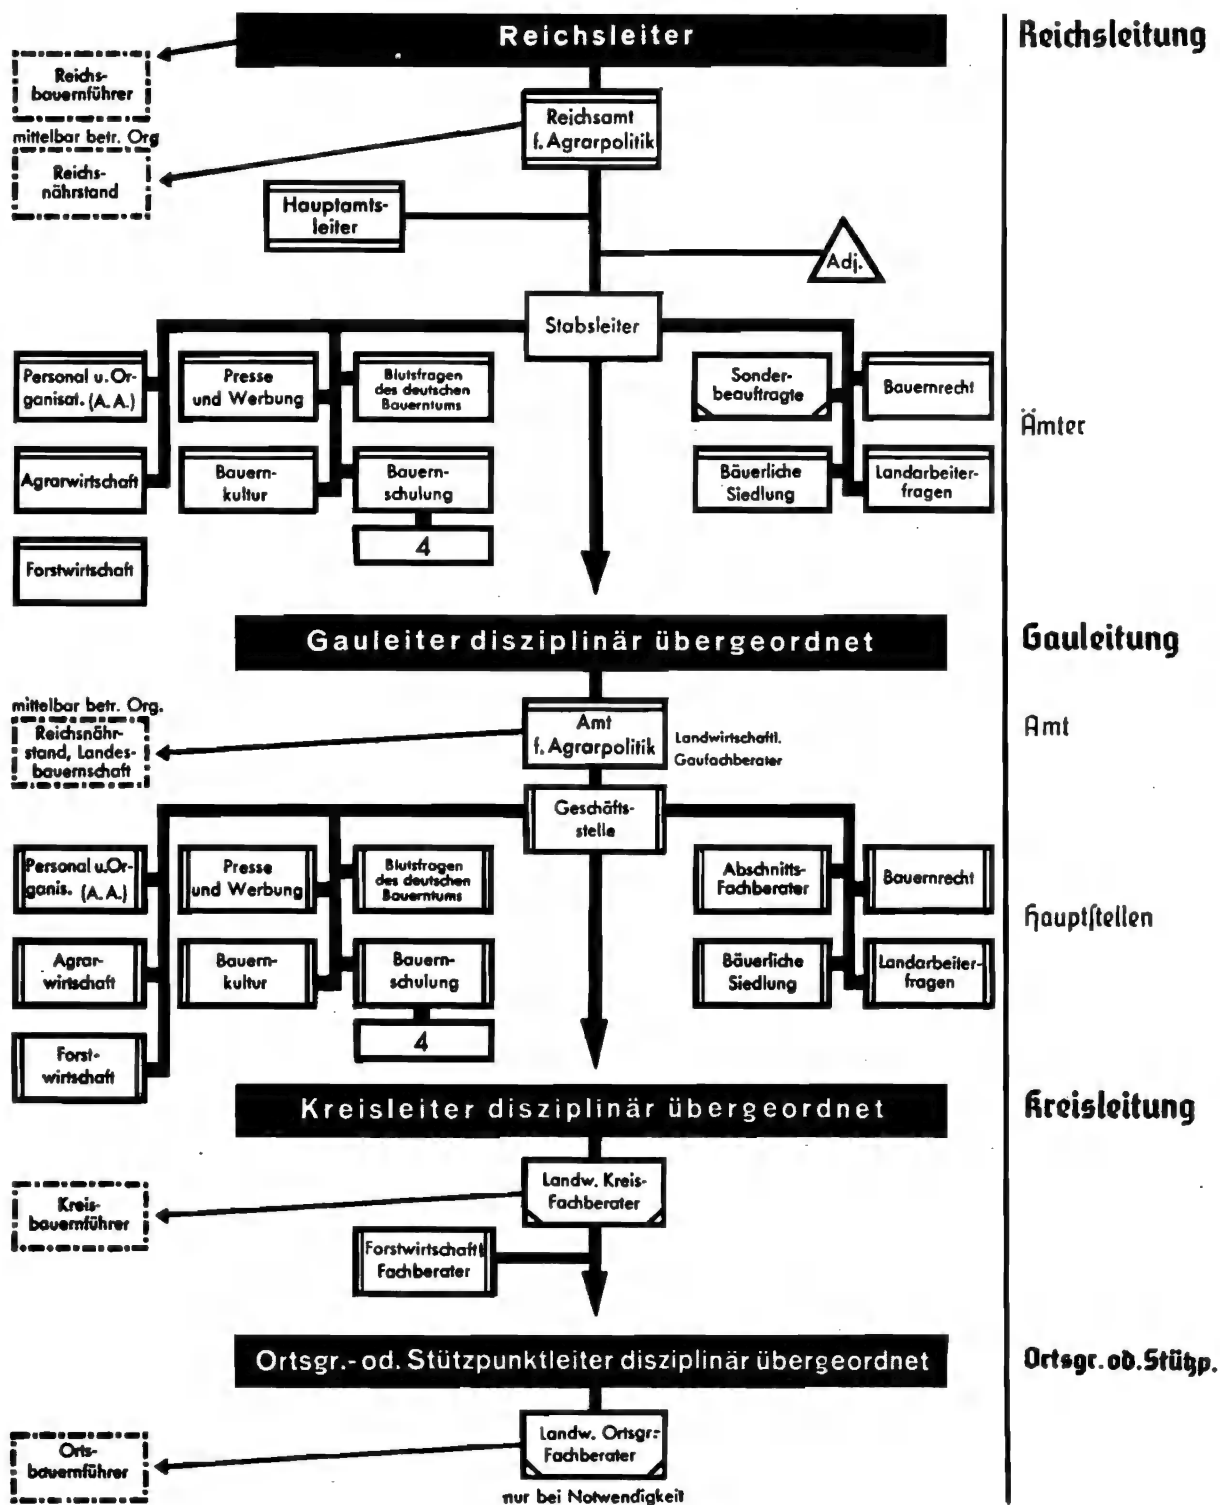 Reichsleiter
Reichsleitung
Reichs-
bauernführer
mittelbar betr. Org
Reichs-
nährstand
Reichsamt
f. Agrarpolitik
Hauptamts-
leiter
Adj.
Stabsleiter
Personal u. Or-
ganisat. (A. A.)
Presse
und Werbung
Blutsfragen
des deutschen
Bauerntums
Sonder-
beauftragte
Bauernrecht
Ämter
Agrarwirtschaft
Bauern-
kultur
Bauern-
schulung
4
Bäuerliche
Siedlung
Landarbeiter-
fragen
Forstwirtschaft
Gauleiter disziplinär übergeordnet
Gauleitung
mittelbar betr. Org.
Reichsnähr-
stand, Landes-
bauernschaft
Amt
f. Agrarpolitik
Landwirtschaftl.
Gaufachberater
Amt
Geschäfts-
stelle
Personal u. Or-
ganis. (A. A.)
Presse
und Werbung
Blutsfragen
des deutschen
Bauerntums
Abschnitts-
Fachberater
Bauernrecht
Hauptstellen
Agrar-
wirtschaft
Bauern-
kultur
Bauern-
schulung
4
Bäuerliche
Siedlung
Landarbeiter-
fragen
Forst-
wirtschaft
Kreisleiter disziplinär übergeordnet
Kreisleitung
Kreis-
bauernführer
Landw. Kreis-
Fachberater
Forstwirtschaftl
Fachberater
Ortsgr.- od. Stützpunktleiter disziplinär übergeordnet
Ortsgr. od. Stützp.
Orts-
bauernführer
Landw. Ortsgr.-
Fachberater
nur bei Notwendigkeit